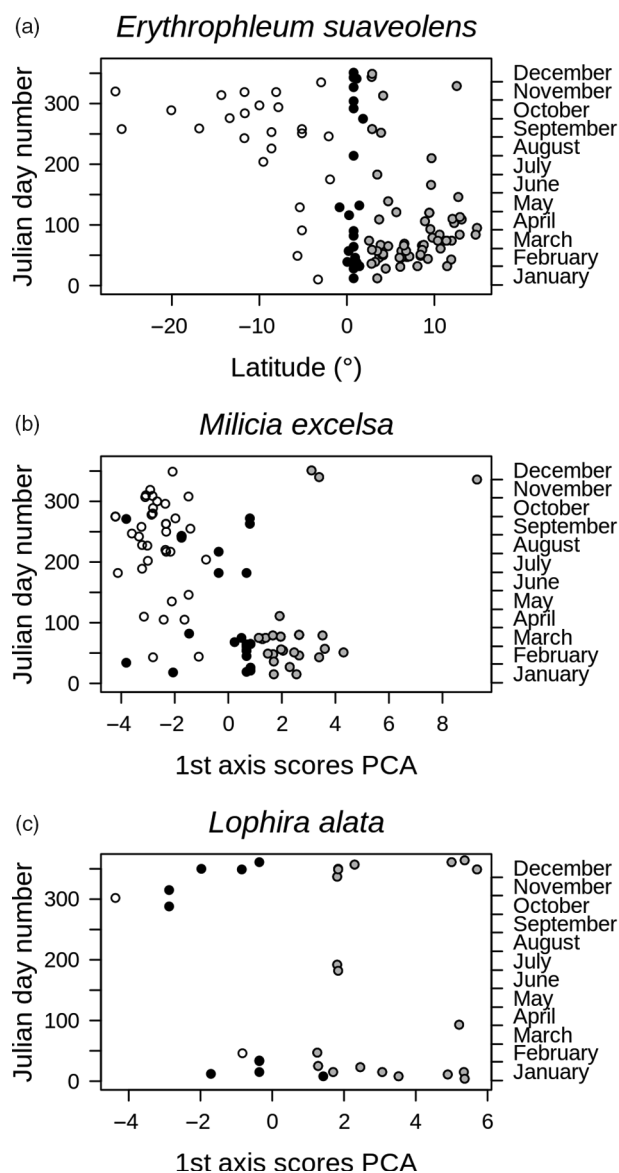 (a)
Erythrophleum suaveolens
Julian day number
300
200
100
0
−20 −10 0 10
Latitude (°)
December
November
October
September
August
July
June
May
April
March
February
January
(b)
Milicia excelsa
Julian day number
300
200
100
0
−4 −2 0 2 4 6 8
1st axis scores PCA
December
November
October
September
August
July
June
May
April
March
February
January
(c)
Lophira alata
Julian day number
300
200
100
0
−4 −2 0 2 4 6
1st axis scores PCA
December
November
October
September
August
July
June
May
April
March
February
January